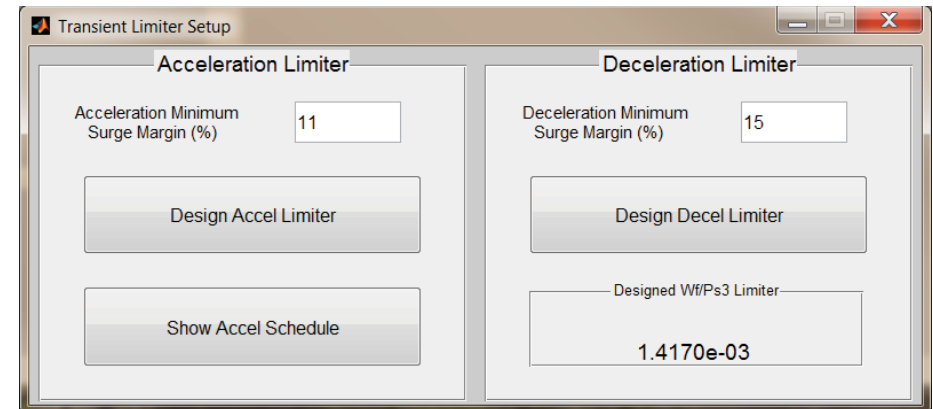 Transient Limiter Setup
Acceleration Limiter
Acceleration Minimum
Surge Margin (%)
11
Design Accel Limiter
Show Accel Schedule
Deceleration Limiter
Deceleration Minimum
Surge Margin (%)
15
Design Decel Limiter
Designed Wf/Ps3 Limiter
1.4170e-03